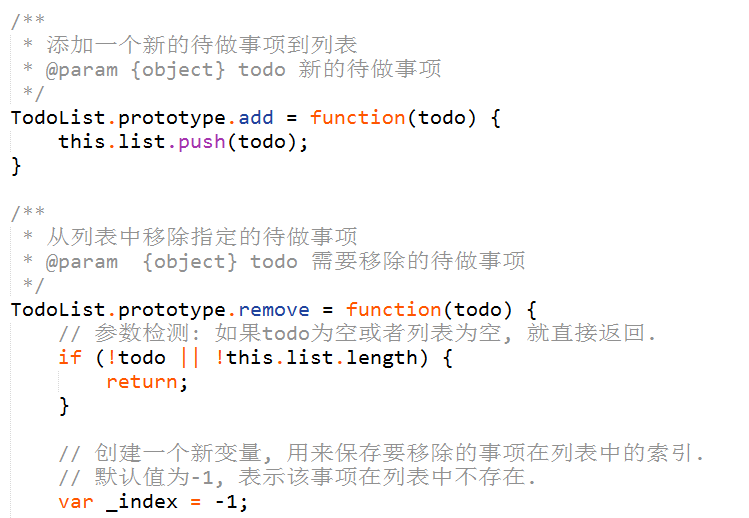 /**
 * 添加一个新的待做事项到列表
 * @param {object} todo 新的待做事项
 */
TodoList.prototype.add = function(todo) {
    this.list.push(todo);
}

/**
 * 从列表中移除指定的待做事项
 * @param  {object} todo 需要移除的待做事项
 */
TodoList.prototype.remove = function(todo) {
    // 参数检测: 如果todo为空或者列表为空, 就直接返回.
    if (!todo || !this.list.length) {
        return;
    }

    // 创建一个新变量, 用来保存要移除的事项在列表中的索引.
    // 默认值为-1, 表示该事项在列表中不存在.
    var _index = -1;